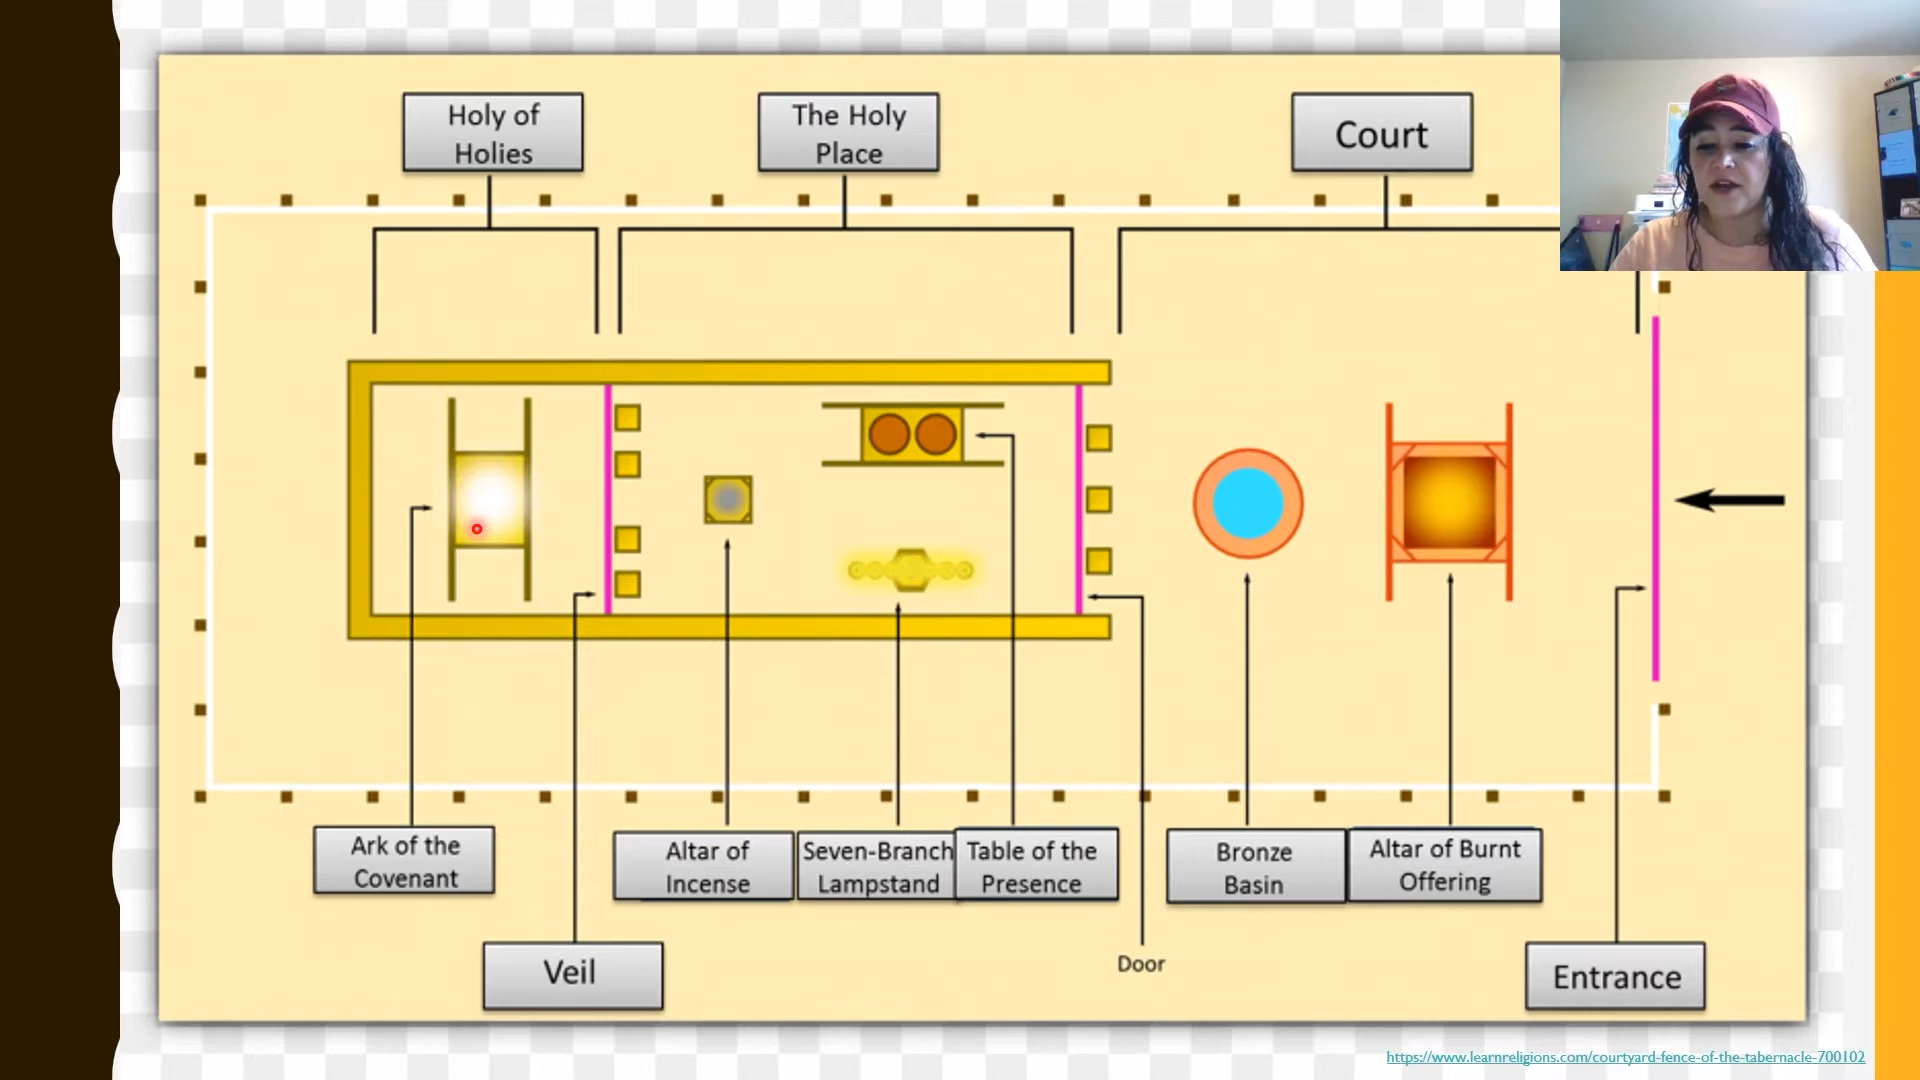 Holy of
Holies
The Holy
Place
Court
Ark of the
Covenant
Altar of
Incense
Seven-Branch
Lampstand
Table of the
Presence
Bronze
Basin
Altar of Burnt
Offering
Veil
Door
Entrance
https://www.learnreligions.com/courtyard-fence-of-the-tabernacle-700102